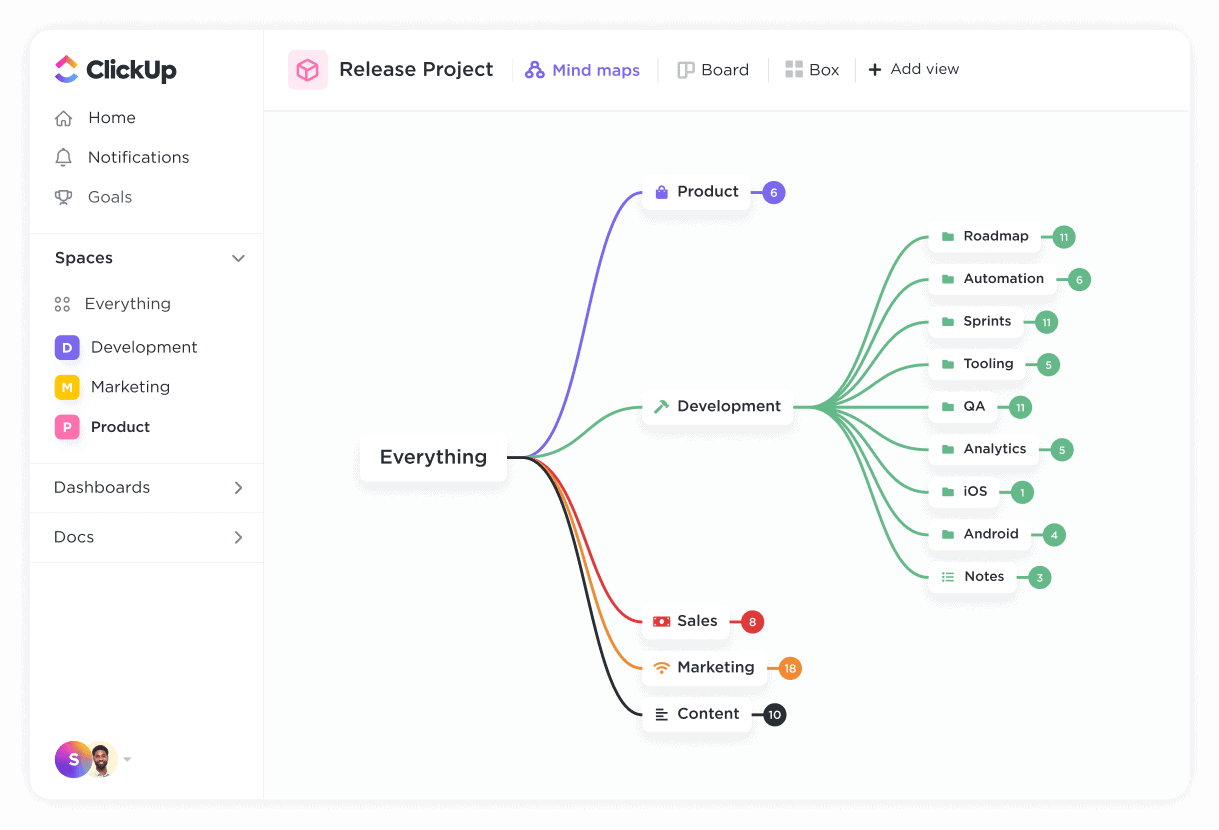 ClickUp
Home
Notifications
Goals
Spaces
Everything
D Development
M Marketing
P Product
Dashboards
Docs
S
Release Project
Mind maps
Board
Box
+ Add view
Everything
Product 6
Development
Roadmap 11
Automation 6
Sprints 11
Tooling 5
QA 11
Analytics 5
iOS 1
Android 4
Notes 3
Sales 8
Marketing 18
Content 10